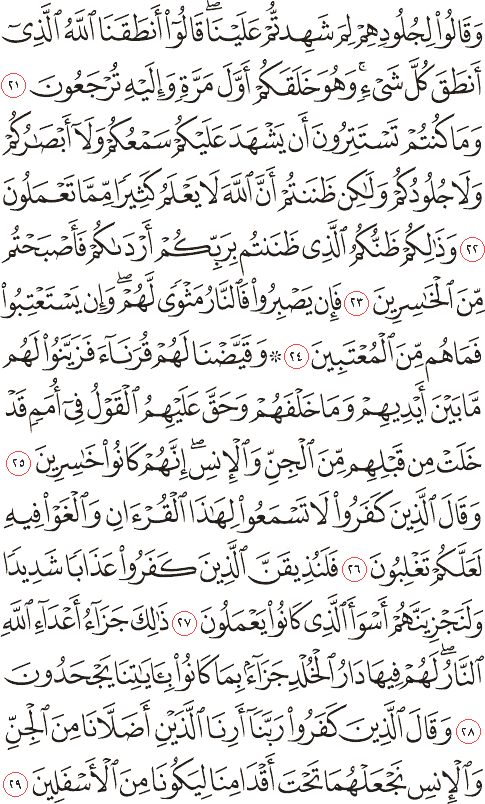 وَقَالُوا۟ لِجُلُودِهِمْ لِمَ شَهِدتُّمْ عَلَيْنَا ۖ قَالُوٓا۟ أَنطَقَنَا ٱللَّهُ ٱلَّذِىٓ
أَنطَقَ كُلَّ شَىْءٍ ۚ وَهُوَ خَلَقَكُمْ أَوَّلَ مَرَّةٍ وَإِلَيْهِ تُرْجَعُونَ ٢١
وَمَا كُنتُمْ تَسْتَتِرُونَ أَن يَشْهَدَ عَلَيْكُمْ سَمْعُكُمْ وَلَآ أَبْصَـٰرُكُمْ
وَلَا جُلُودُكُمْ وَلَـٰكِن ظَنَنتُمْ أَنَّ ٱللَّهَ لَا يَعْلَمُ كَثِيرًا مِّمَّا تَعْمَلُونَ
٢٢ وَذَٰلِكُمْ ظَنُّكُمُ ٱلَّذِى ظَنَنتُم بِرَبِّكُمْ أَرْدَىٰكُمْ فَأَصْبَحْتُم
مِّنَ ٱلْخَـٰسِرِينَ ٢٣ فَإِن يَصْبِرُوا۟ فَٱلنَّارُ مَثْوًى لَّهُمْ ۖ وَإِن يَسْتَعْتِبُوا۟
فَمَا هُم مِّنَ ٱلْمُعْتَبِينَ ٢٤ ۞ وَقَيَّضْنَا لَهُمْ قُرَنَآءَ فَزَيَّنُوا۟ لَهُم
مَّا بَيْنَ أَيْدِيهِمْ وَمَا خَلْفَهُمْ وَحَقَّ عَلَيْهِمُ ٱلْقَوْلُ فِىٓ أُمَمٍ قَدْ
خَلَتْ مِن قَبْلِهِم مِّنَ ٱلْجِنِّ وَٱلْإِنسِ ۖ إِنَّهُمْ كَانُوا۟ خَـٰسِرِينَ ٢٥
وَقَالَ ٱلَّذِينَ كَفَرُوا۟ لَا تَسْمَعُوا۟ لِهَـٰذَا ٱلْقُرْءَانِ وَٱلْغَوْا۟ فِيهِ
لَعَلَّكُمْ تَغْلِبُونَ ٢٦ فَلَنُذِيقَنَّ ٱلَّذِينَ كَفَرُوا۟ عَذَابًا شَدِيدًا
وَلَنَجْزِيَنَّهُمْ أَسْوَأَ ٱلَّذِى كَانُوا۟ يَعْمَلُونَ ٢٧ ذَٰلِكَ جَزَآءُ أَعْدَآءِ ٱللَّهِ
ٱلنَّارُ ۖ لَهُمْ فِيهَا دَارُ ٱلْخُلْدِ ۖ جَزَآءًۢ بِمَا كَانُوا۟ بِـَٔايَـٰتِنَا يَجْحَدُونَ
٢٨ وَقَالَ ٱلَّذِينَ كَفَرُوا۟ رَبَّنَآ أَرِنَا ٱلَّذَيْنِ أَضَلَّانَا مِنَ ٱلْجِنِّ
وَٱلْإِنسِ نَجْعَلْهُمَا تَحْتَ أَقْدَامِنَا لِيَكُونَا مِنَ ٱلْأَسْفَلِينَ ٢٩